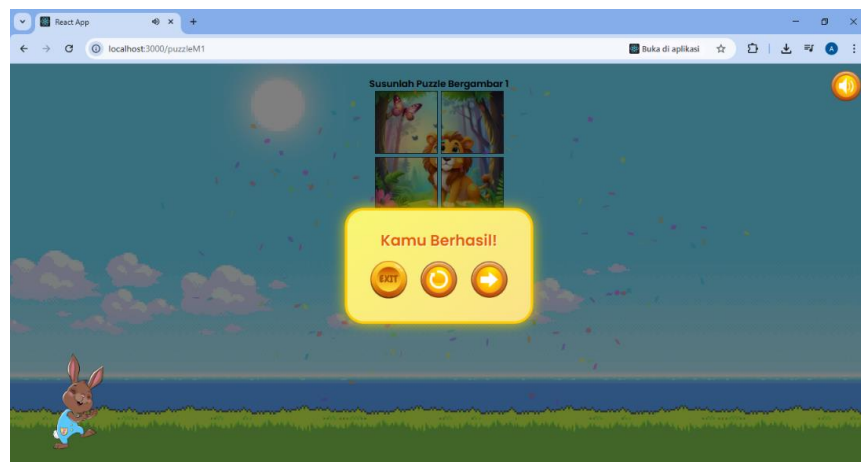 React App
localhost:3000/puzzleM1
Buka di aplikasi
A
Susunlah Puzzle Bergambar 1
Kamu Berhasil!
EXIT